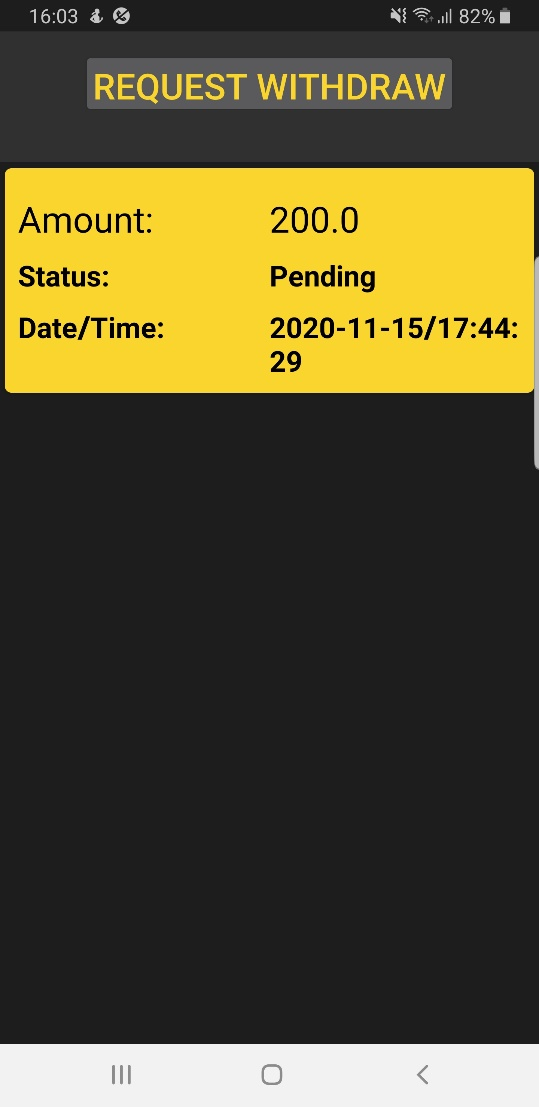 16:03 82%
REQUEST WITHDRAW
Amount: 200.0
Status: Pending
Date/Time: 2020-11-15/17:44:
29